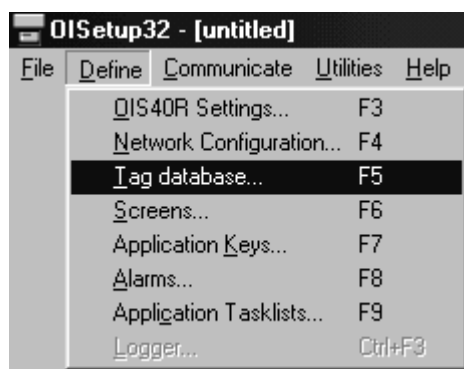 OISetup32 - [untitled]
File Define Communicate Utilities Help
OIS40R Settings... F3
Network Configuration... F4
Tag database... F5
Screens... F6
Application Keys... F7
Alarms... F8
Application Tasklists... F9
Logger... Ctrl+F3